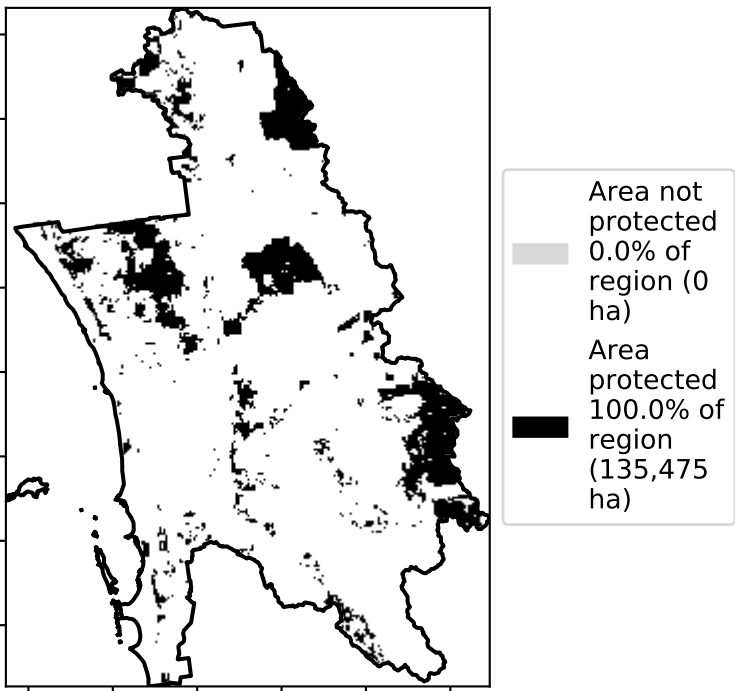 Area not
protected
0.0% of
region (0
ha)
Area
protected
100.0% of
region
(135,475
ha)